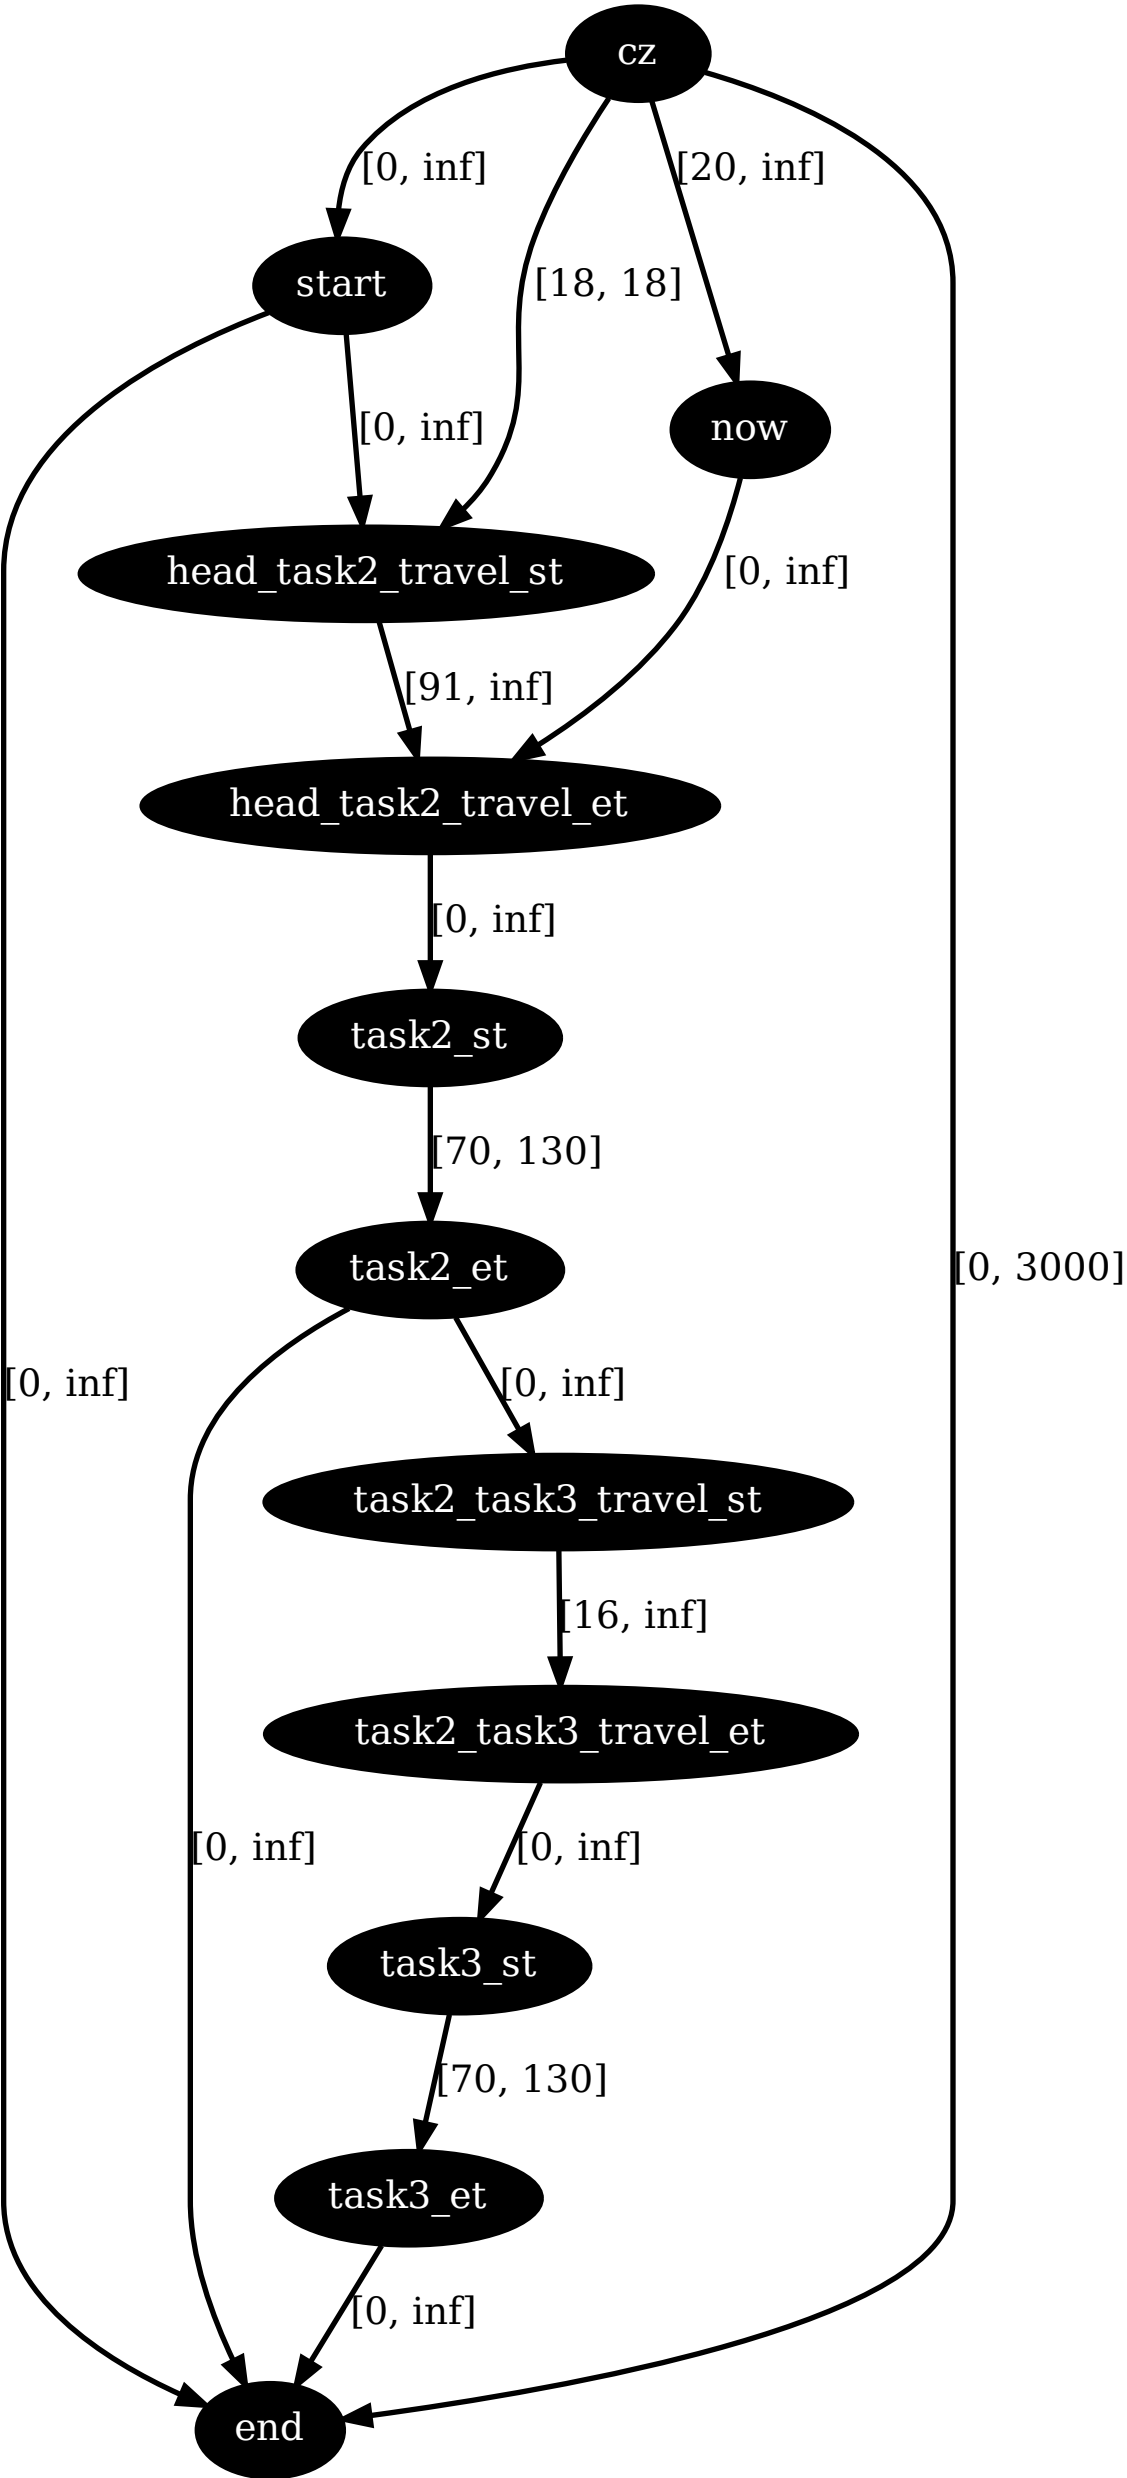 cz
[0, inf]
[20, inf]
start
[18, 18]
[0, inf]
now
head_task2_travel_st
[0, inf]
[91, inf]
head_task2_travel_et
[0, inf]
task2_st
[70, 130]
task2_et
[0, 3000]
[0, inf]
[0, inf]
task2_task3_travel_st
[16, inf]
task2_task3_travel_et
[0, inf]
[0, inf]
task3_st
[70, 130]
task3_et
[0, inf]
end